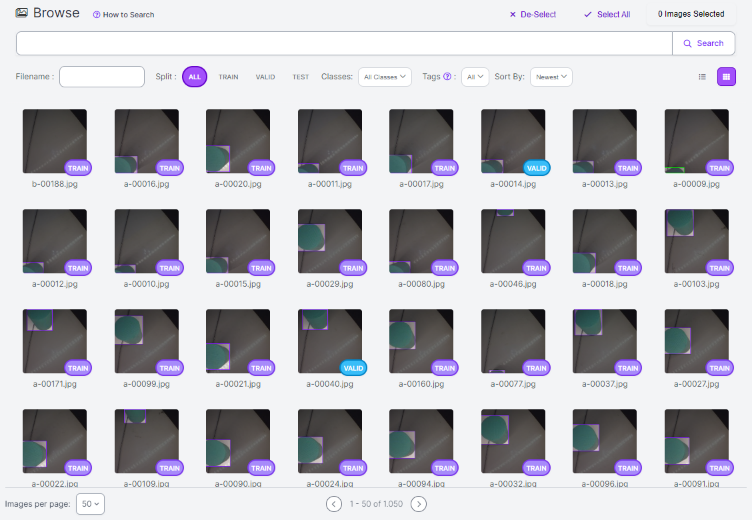 Browse How to Search De-Select Select All 0 Images Selected
Search
Filename : Split : ALL TRAIN VALID TEST Classes: All Classes Tags : All Sort By: Newest
TRAIN TRAIN TRAIN TRAIN VALID TRAIN TRAIN TRAIN
b-00188.jpg a-00016.jpg a-00020.jpg a-00011.jpg a-00017.jpg a-00014.jpg a-00013.jpg a-00009.jpg
TRAIN TRAIN TRAIN TRAIN TRAIN TRAIN TRAIN TRAIN
a-00012.jpg a-00010.jpg a-00015.jpg a-00029.jpg a-00080.jpg a-00046.jpg a-00018.jpg a-00103.jpg
TRAIN TRAIN TRAIN VALID TRAIN TRAIN TRAIN TRAIN
a-00171.jpg a-00099.jpg a-00021.jpg a-00040.jpg a-00160.jpg a-00077.jpg a-00037.jpg a-00027.jpg
TRAIN TRAIN TRAIN TRAIN TRAIN TRAIN TRAIN TRAIN
a-00022.jpg a-00109.jpg a-00090.jpg a-00024.jpg a-00094.jpg a-00032.jpg a-00096.jpg a-00091.jpg
Images per page: 50 1 - 50 of 1.050